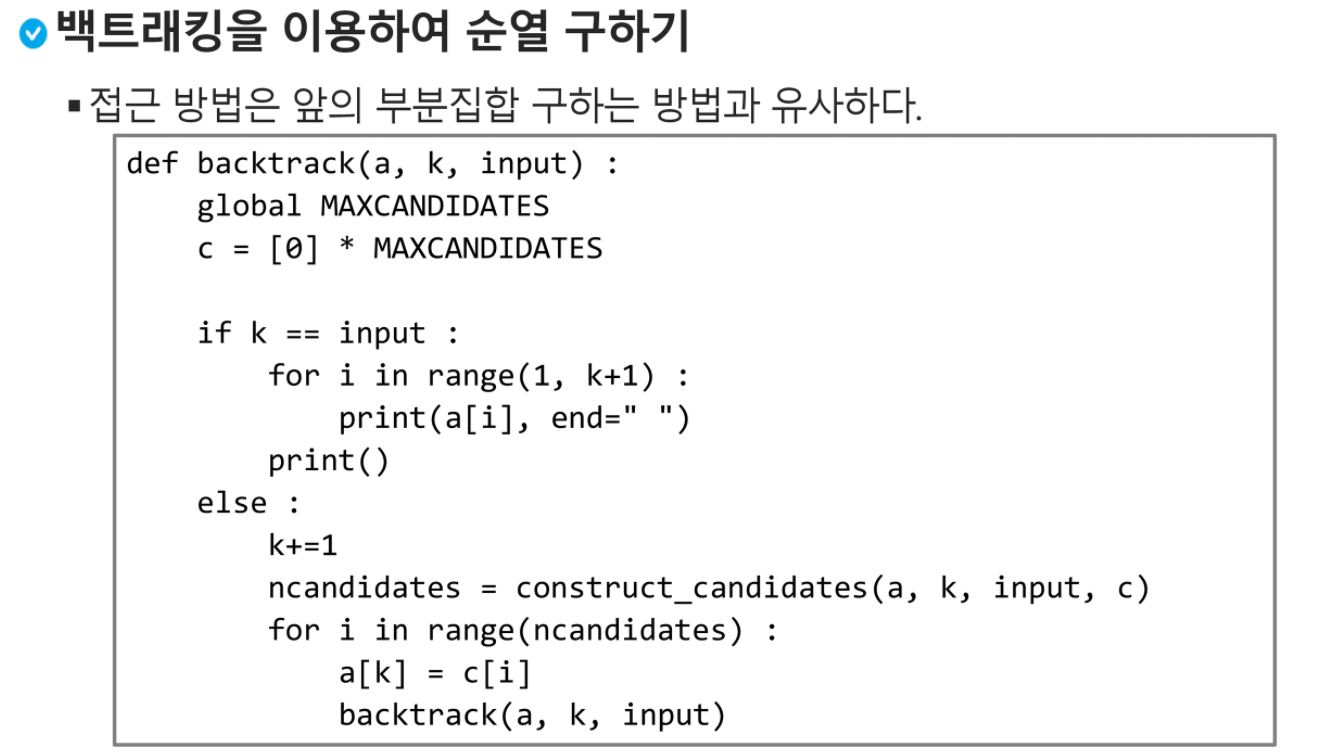 백트래킹을 이용하여 순열 구하기
접근 방법은 앞의 부분집합 구하는 방법과 유사하다.
def backtrack(a, k, input) :
    global MAXCANDIDATES
    c = [0] * MAXCANDIDATES

    if k == input :
        for i in range(1, k+1) :
            print(a[i], end=" ")
        print()
    else :
        k+=1
        ncandidates = construct_candidates(a, k, input, c)
        for i in range(ncandidates) :
            a[k] = c[i]
            backtrack(a, k, input)